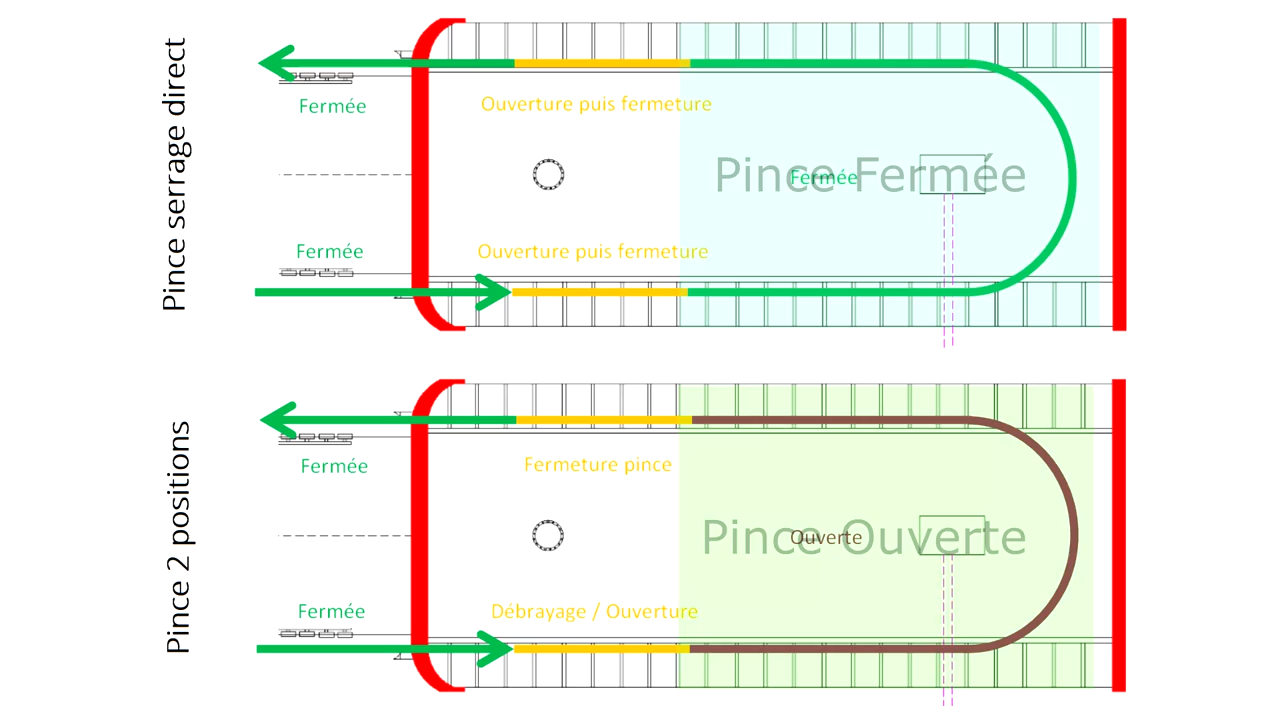 Pince serrage direct
Fermée
Ouverture puis fermeture
Pince Fermée
Fermée
Fermée
Ouverture puis fermeture
Pince 2 positions
Fermée
Fermeture pince
Pince Ouverte
Ouverte
Fermée
Débrayage / Ouverture